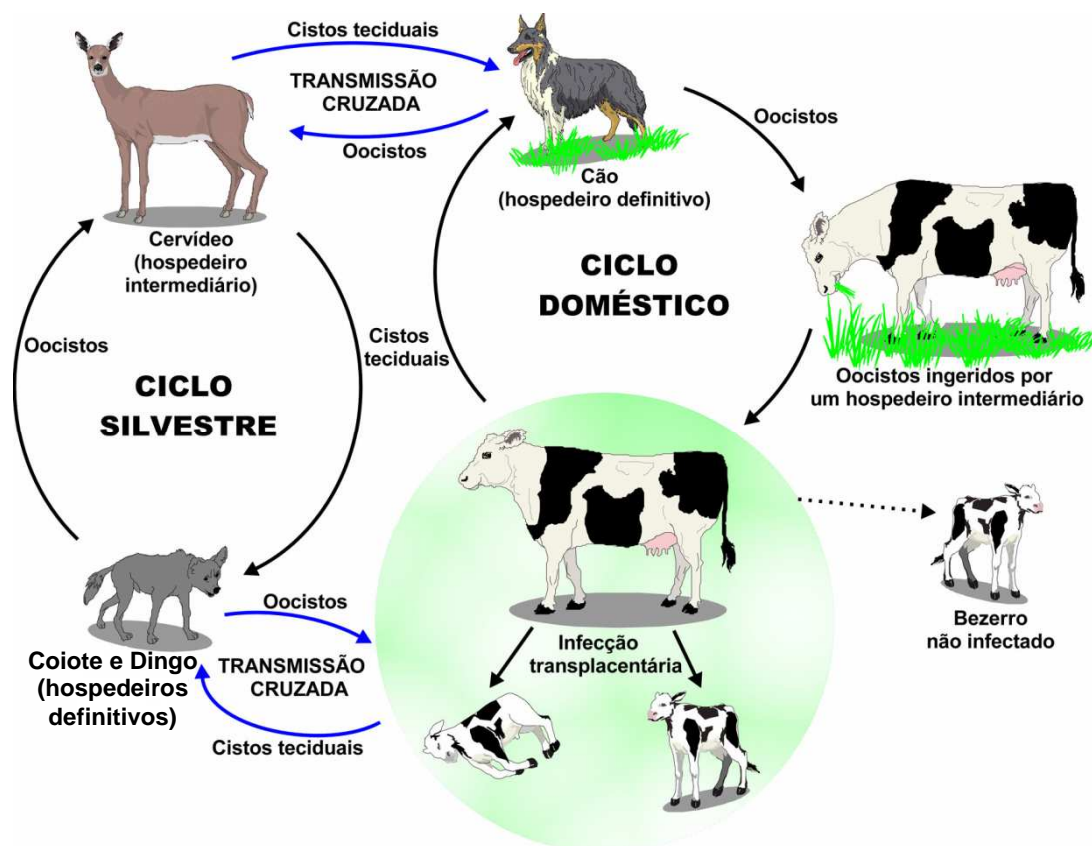 Cistos teciduais
TRANSMISSÃO
CRUZADA
Oocistos
Oocistos
Cão
(hospedeiro definitivo)
Cervídeo
(hospedeiro
intermediário)
CICLO
DOMÉSTICO
Oocistos
Cistos
teciduais
CICLO
SILVESTRE
Oocistos ingeridos por
um hospedeiro intermediário
Oocistos
Infecção
transplacentária
Bezerro
não infectado
Coiote e Dingo
(hospedeiros
definitivos)
TRANSMISSÃO
CRUZADA
Cistos teciduais